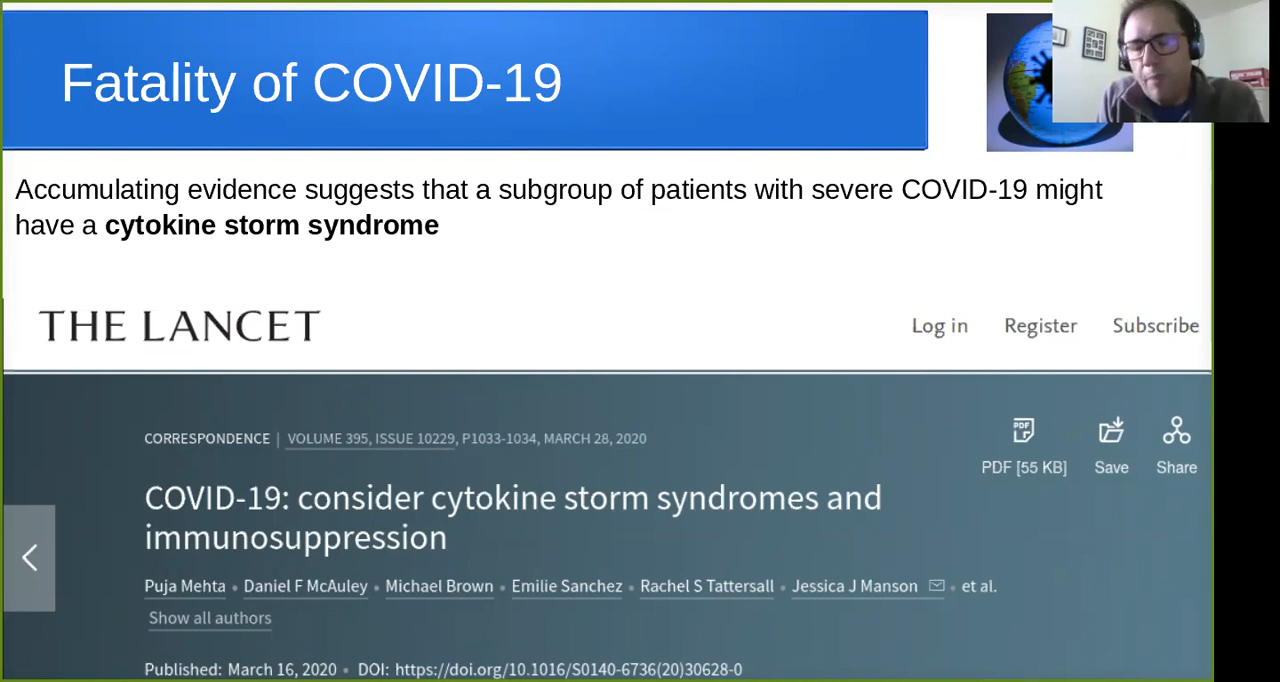 Fatality of COVID-19
Accumulating evidence suggests that a subgroup of patients with severe COVID-19 might
have a cytokine storm syndrome
THE LANCET
Log in Register Subscribe
CORRESPONDENCE | VOLUME 395, ISSUE 10229, P1033-1034, MARCH 28, 2020
PDF
PDF [55 KB] Save Share
COVID-19: consider cytokine storm syndromes and
immunosuppression
Puja Mehta • Daniel F McAuley • Michael Brown • Emilie Sanchez • Rachel S Tattersall • Jessica J Manson • et al.
Show all authors
Published: March 16, 2020 • DOI: https://doi.org/10.1016/S0140-6736(20)30628-0